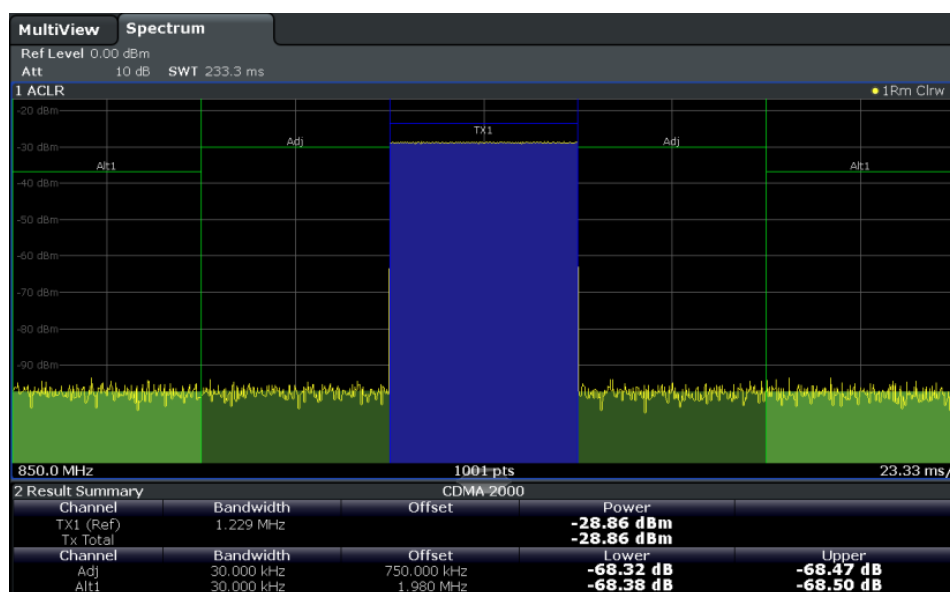 MultiView Spectrum
Ref Level 0.00 dBm
Att 10 dB SWT 233.3 ms
1 ACLR 1Rm Clrw
-20 dBm
TX1
Adj Adj
-30 dBm
Alt1 Alt1
-40 dBm
-50 dBm
-60 dBm
-70 dBm
-80 dBm
-90 dBm
850.0 MHz 1001 pts 23.33 ms/
2 Result Summary CDMA 2000
Channel Bandwidth Offset Power
TX1 (Ref) 1.229 MHz -28.86 dBm
Tx Total -28.86 dBm
Channel Bandwidth Offset Lower Upper
Adj 30.000 kHz 750.000 kHz -68.32 dB -68.47 dB
Alt1 30.000 kHz 1.980 MHz -68.38 dB -68.50 dB